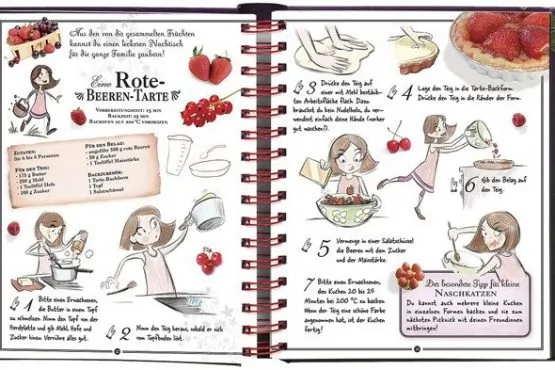 Aus den von dir gesammelten Früchten
kannst du einen leckeren Nachtisch
für die ganze Familie zaubern!
Eine Rote-
BEEREN-TARTE
VORBEREITUNGSZEIT: 25 MIN
BACKZEIT: 25 MIN
BACKOFEN AUF 200 °C VORHEIZEN
ZUTATEN:
für 6 bis 8 Personen
FÜR DEN TEIG:
- 175 g Butter
- 200 g Mehl
- 1 Teelöffel Hefe
- 100 g Zucker
FÜR DEN BELAG:
- ungefähr 500 g rote Beeren
- 50 g Zucker
- 1 Teelöffel Maisstärke
BACKZUBEHÖR:
1 Tarte-Backform
1 Topf
1 Salatschüssel
1 Bitte einen Erwachsenen,
die Butter in einem Topf
zu schmelzen. Nimm den Topf von der
Herdplatte und gib Mehl, Hefe und
Zucker hinzu. Verrühre alles gut.
2 Nimm den Teig heraus, sobald er sich
vom Topfboden löst.
3 Drücke den Teig auf
einer mit Mehl bestäub-
ten Arbeitsfläche flach. Dazu
brauchst du kein Nudelholz, du ver-
wendest einfach deine Hände (vorher
gut waschen!).
4 Lege den Teig in die Tarte-Backform.
Drücke den Teig in die Ränder der Form.
6 Gib den Belag auf
den Teig.
5 Vermenge in einer Salatschüssel
die Beeren mit dem Zucker
und der Maisstärke.
7 Bitte einen Erwachsenen,
den Kuchen 20 bis 25
Minuten bei 200 °C zu backen.
Wenn der Teig eine schöne Farbe
angenommen hat, ist der Kuchen
fertig!
Der besondere Tipp für kleine
NASCHKATZEN
Du kannst auch mehrere kleine Kuchen
in einzelnen Formen backen und sie zum
nächsten Picknick mit deinen Freundinnen
mitbringen!